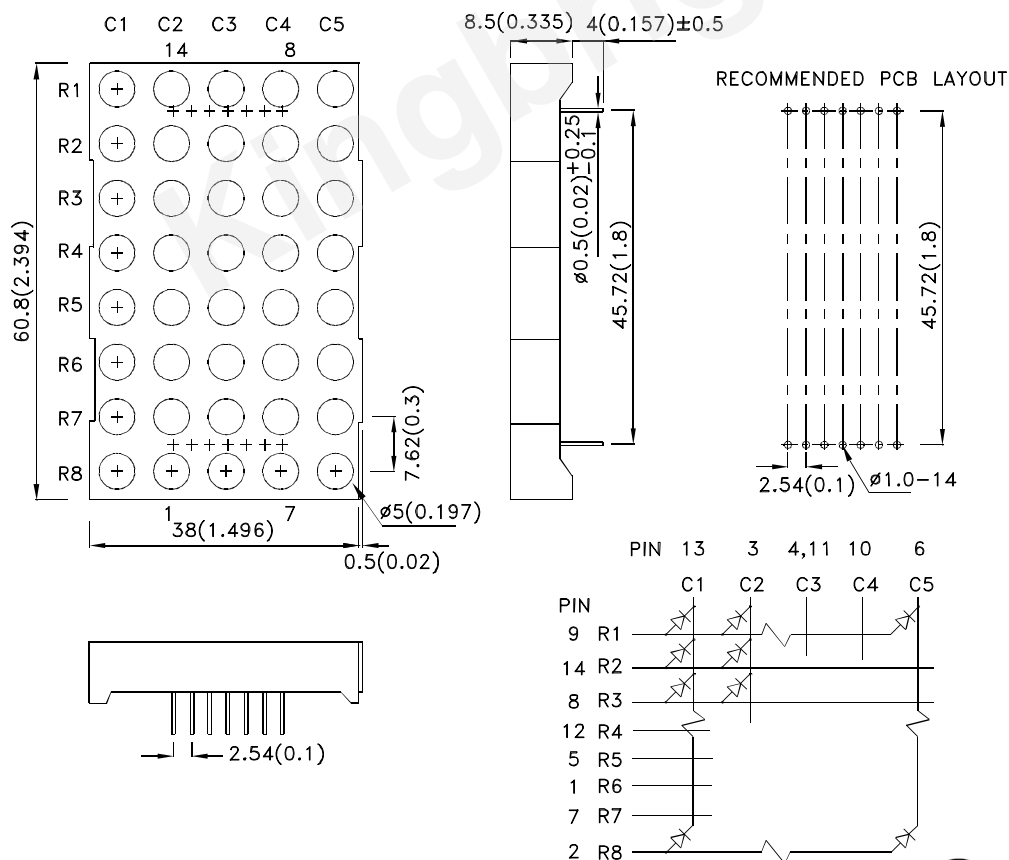 C1 C2 C3 C4 C5
14 8
R1
R2
R3
R4
R5
R6
R7
R8
60.8(2.394)
1 7
38(1.496)
0.5(0.02)
7.62(0.3)
ø5(0.197)
8.5(0.335) 4(0.157)±0.5
ø0.5(0.02)+0.25
-0.1
45.72(1.8)
RECOMMENDED PCB LAYOUT
45.72(1.8)
2.54(0.1) ø1.0-14
2.54(0.1)
PIN 13 3 4,11 10 6
C1 C2 C3 C4 C5
PIN
9 R1
14 R2
8 R3
12 R4
5 R5
1 R6
7 R7
2 R8